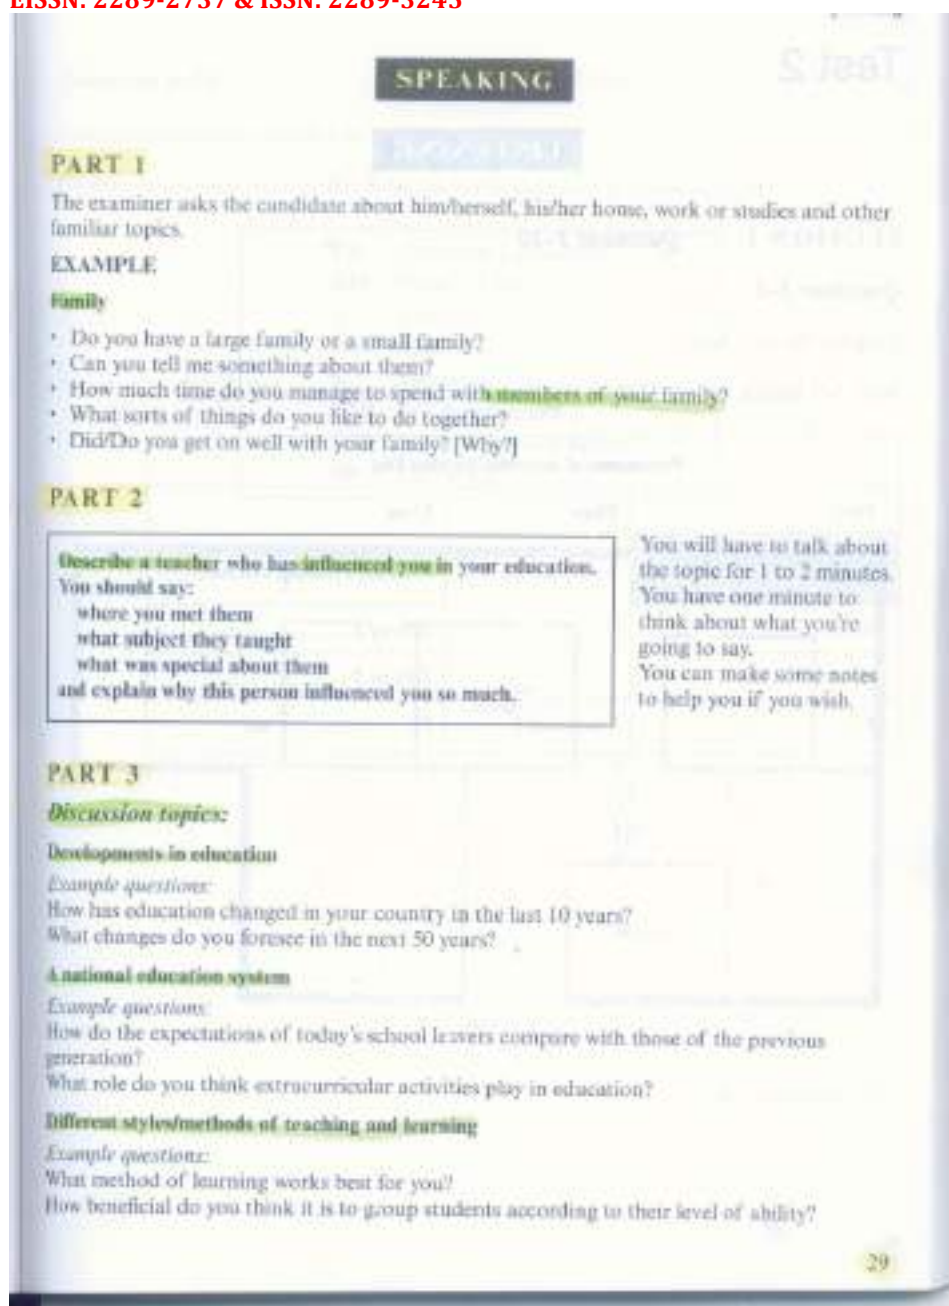 EISSN: 2289-2737 & ISSN: 2289-3245
SPEAKING
PART 1
The examiner asks the candidate about him/herself, his/her home, work or studies and other
familiar topics.
EXAMPLE
Family
• Do you have a large family or a small family?
• Can you tell me something about them?
• How much time do you manage to spend with members of your family?
• What sorts of things do you like to do together?
• Did/Do you get on well with your family? [Why?]
PART 2
Describe a teacher who has influenced you in your education.
You should say:
where you met them
what subject they taught
what was special about them
and explain why this person influenced you so much.
You will have to talk about
the topic for 1 to 2 minutes.
You have one minute to
think about what you're
going to say.
You can make some notes
to help you if you wish.
PART 3
Discussion topics:
Developments in education
Example questions:
How has education changed in your country in the last 10 years?
What changes do you foresee in the next 50 years?
A national education system
Example questions:
How do the expectations of today's school leavers compare with those of the previous
generation?
What role do you think extracurricular activities play in education?
Different styles/methods of teaching and learning
Example questions:
What method of learning works best for you?
How beneficial do you think it is to group students according to their level of ability?
29